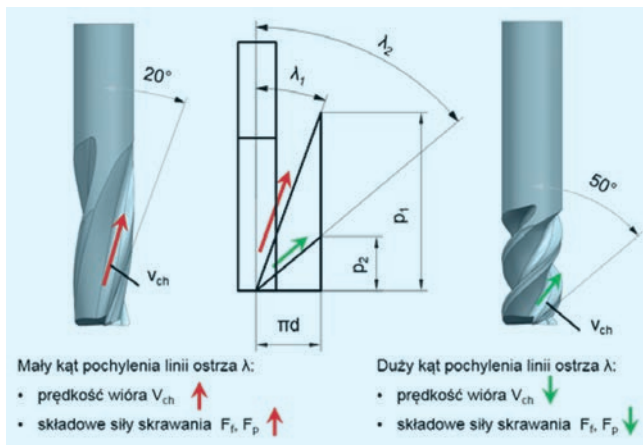 20°
λ1
λ2
50°
p1
p2
πd
Vch
Vch
Mały kąt pochylenia linii ostrza λ:
• prędkość wióra Vch
• składowe siły skrawania Ff, Fp
Duży kąt pochylenia linii ostrza λ:
• prędkość wióra Vch
• składowe siły skrawania Ff, Fp